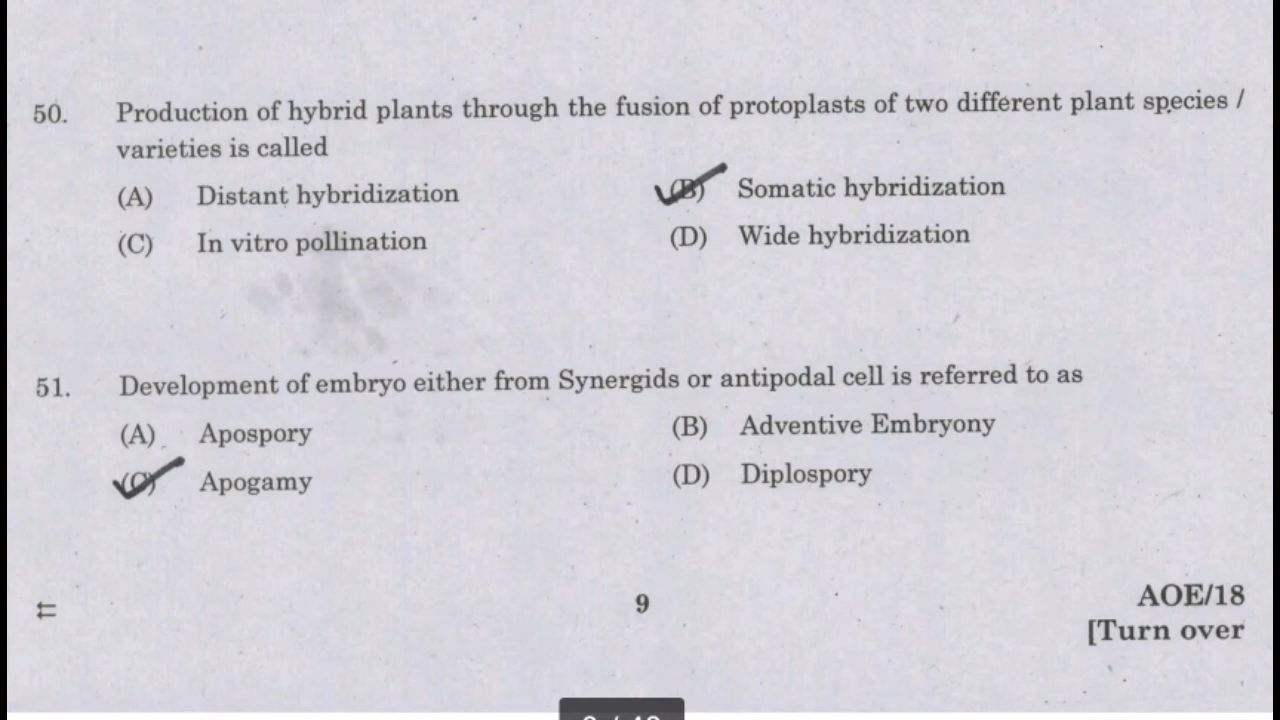 50. Production of hybrid plants through the fusion of protoplasts of two different plant species /
varieties is called
(A) Distant hybridization (B) Somatic hybridization
(C) In vitro pollination (D) Wide hybridization
51. Development of embryo either from Synergids or antipodal cell is referred to as
(A) Apospory (B) Adventive Embryony
(C) Apogamy (D) Diplospory
9
AOE/18
[Turn over